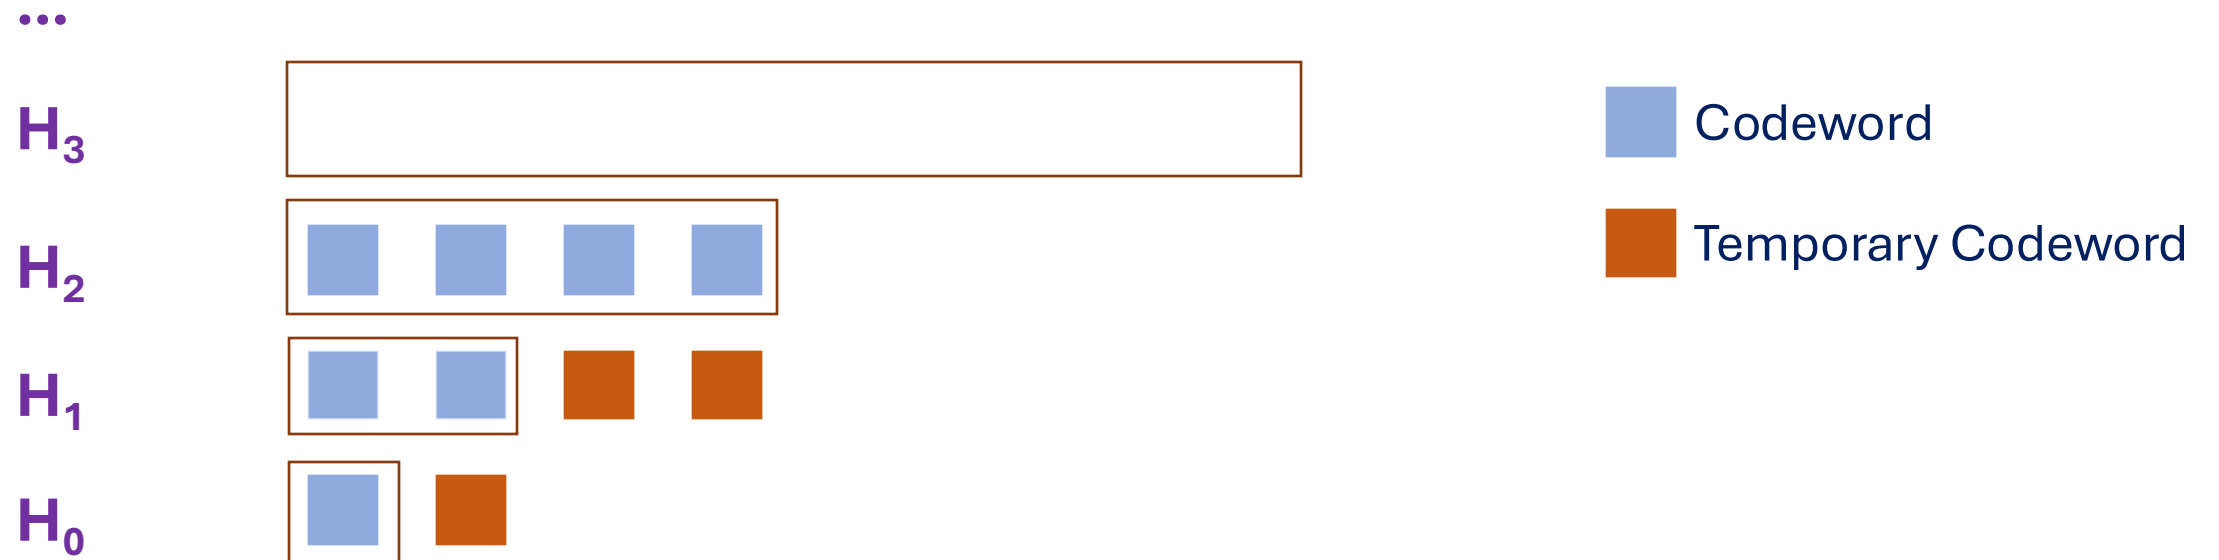 ...
H₃
Codeword
H₂
Temporary Codeword
H₁
H₀